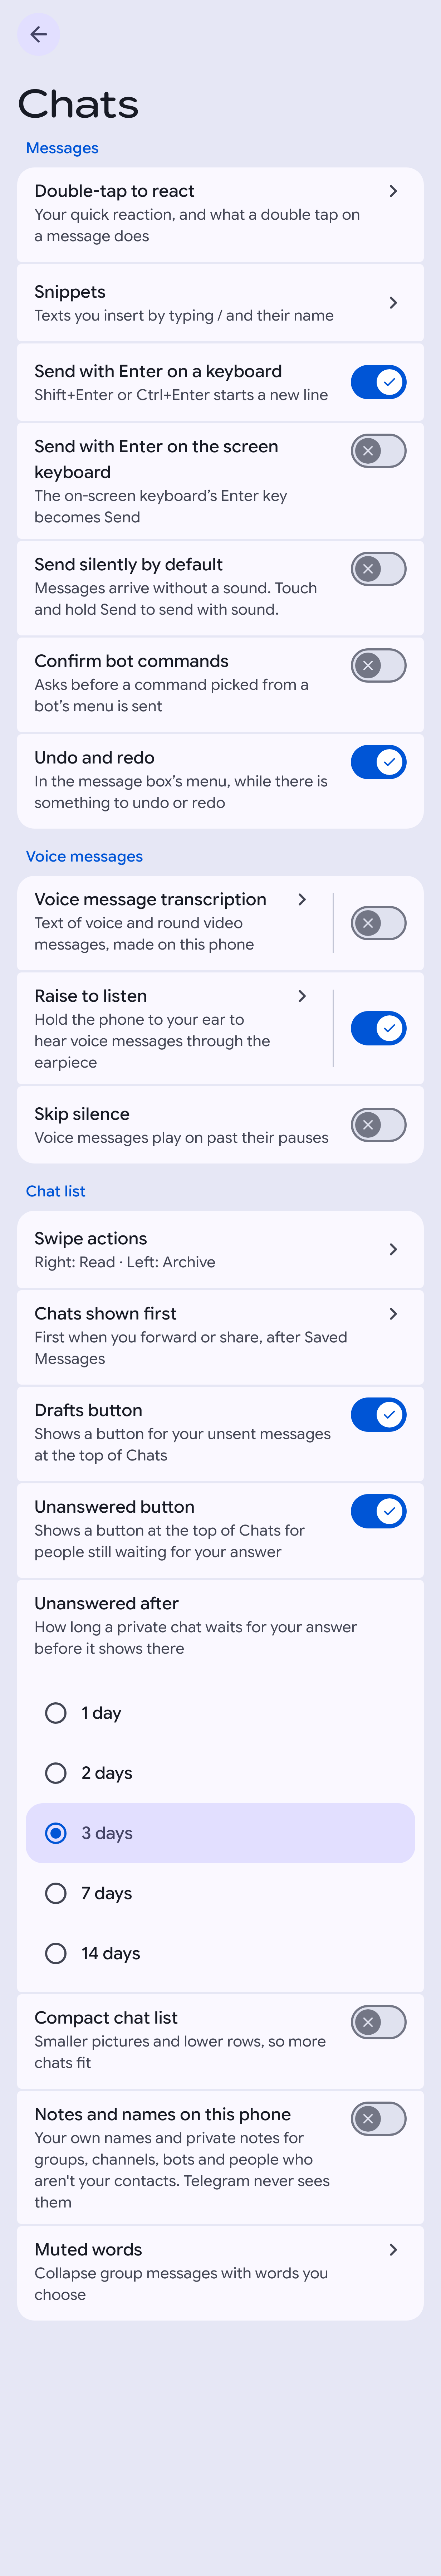 Chats
Messages
Double-tap to react
Your quick reaction, and what a double tap on
a message does
Snippets
Texts you insert by typing / and their name
Send with Enter on a keyboard
Shift+Enter or Ctrl+Enter starts a new line
Send with Enter on the screen
keyboard
The on-screen keyboard’s Enter key
becomes Send
Send silently by default
Messages arrive without a sound. Touch
and hold Send to send with sound.
Confirm bot commands
Asks before a command picked from a
bot’s menu is sent
Undo and redo
In the message box’s menu, while there is
something to undo or redo
Voice messages
Voice message transcription
Text of voice and round video
messages, made on this phone
Raise to listen
Hold the phone to your ear to
hear voice messages through the
earpiece
Skip silence
Voice messages play on past their pauses
Chat list
Swipe actions
Right: Read · Left: Archive
Chats shown first
First when you forward or share, after Saved
Messages
Drafts button
Shows a button for your unsent messages
at the top of Chats
Unanswered button
Shows a button at the top of Chats for
people still waiting for your answer
Unanswered after
How long a private chat waits for your answer
before it shows there
1 day
2 days
3 days
7 days
14 days
Compact chat list
Smaller pictures and lower rows, so more
chats fit
Notes and names on this phone
Your own names and private notes for
groups, channels, bots and people who
aren't your contacts. Telegram never sees
them
Muted words
Collapse group messages with words you
choose